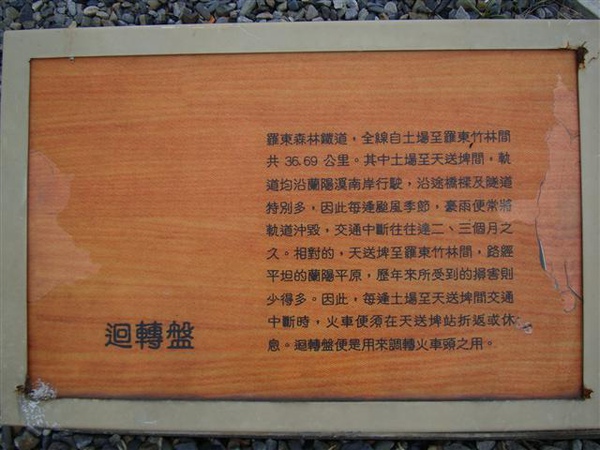 羅東森林鐵道，全線自土場至羅東竹林間
共 36.69 公里。其中土場至天送埤間，軌
道均沿蘭陽溪南岸行駛，沿途橋樑及隧道
特別多，因此每逢颱風季節，豪雨便常將
軌道沖毀，交通中斷往往達二、三個月之
久。相對的，天送埤至羅東竹林間，路經
平坦的蘭陽平原，歷年來所受到的損害則
少得多。因此，每逢土場至天送埤間交通
中斷時，火車便須在天送埤站折返或休
息。迴轉盤便是用來調轉火車頭之用。
迴轉盤